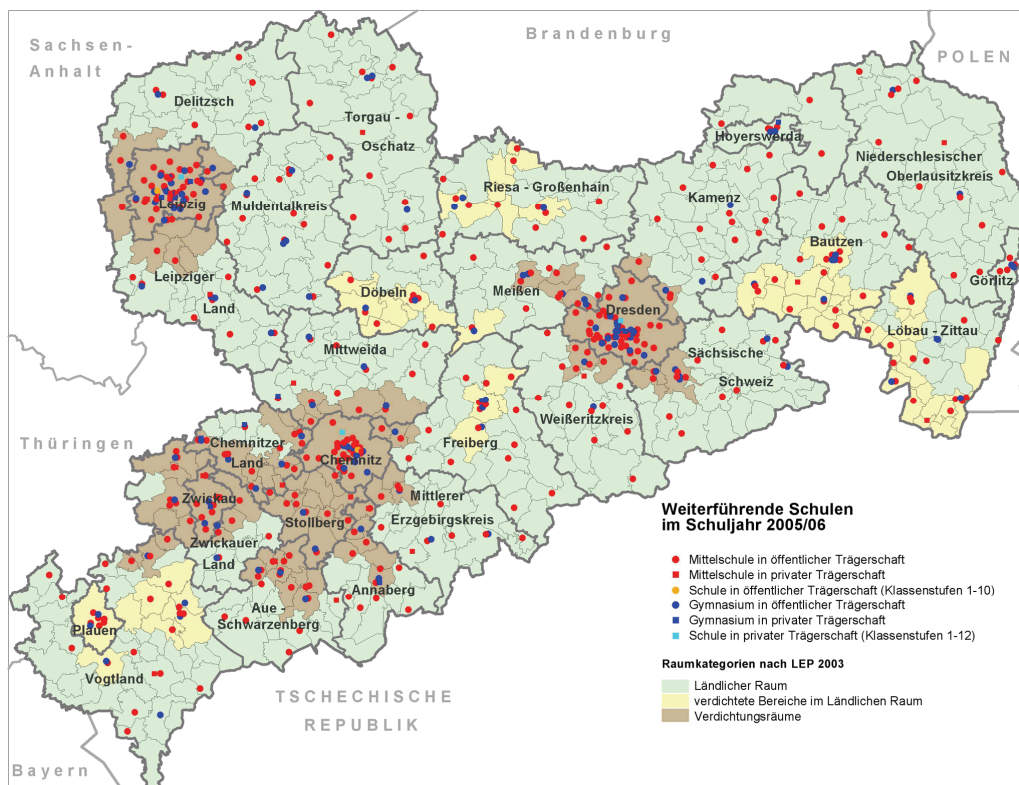 Sachsen-
Anhalt
Brandenburg
POLEN
Delitzsch
Torgau -
Oschatz
Hoyerswerda
Niederschlesischer
Oberlausitzkreis
Riesa - Großenhain
Kamenz
Leipzig
Muldentalkreis
Bautzen
Leipziger
Land
Döbeln
Meißen
Dresden
Görlitz
Löbau - Zittau
Mittweida
Sächsische
Schweiz
Weißeritzkreis
Thüringen
Chemnitzer
Land
Chemnitz
Freiberg
Zwickau
Mittlerer
Erzgebirgskreis
Stollberg
Zwickauer
Land
Annaberg
Aue -
Schwarzenberg
Plauen
Vogtland
TSCHECHISCHE
REPUBLIK
Bayern
Weiterführende Schulen
im Schuljahr 2005/06
Mittelschule in öffentlicher Trägerschaft
Mittelschule in privater Trägerschaft
Schule in öffentlicher Trägerschaft (Klassenstufen 1-10)
Gymnasium in öffentlicher Trägerschaft
Gymnasium in privater Trägerschaft
Schule in privater Trägerschaft (Klassenstufen 1-12)
Raumkategorien nach LEP 2003
Ländlicher Raum
verdichtete Bereiche im Ländlichen Raum
Verdichtungsräume